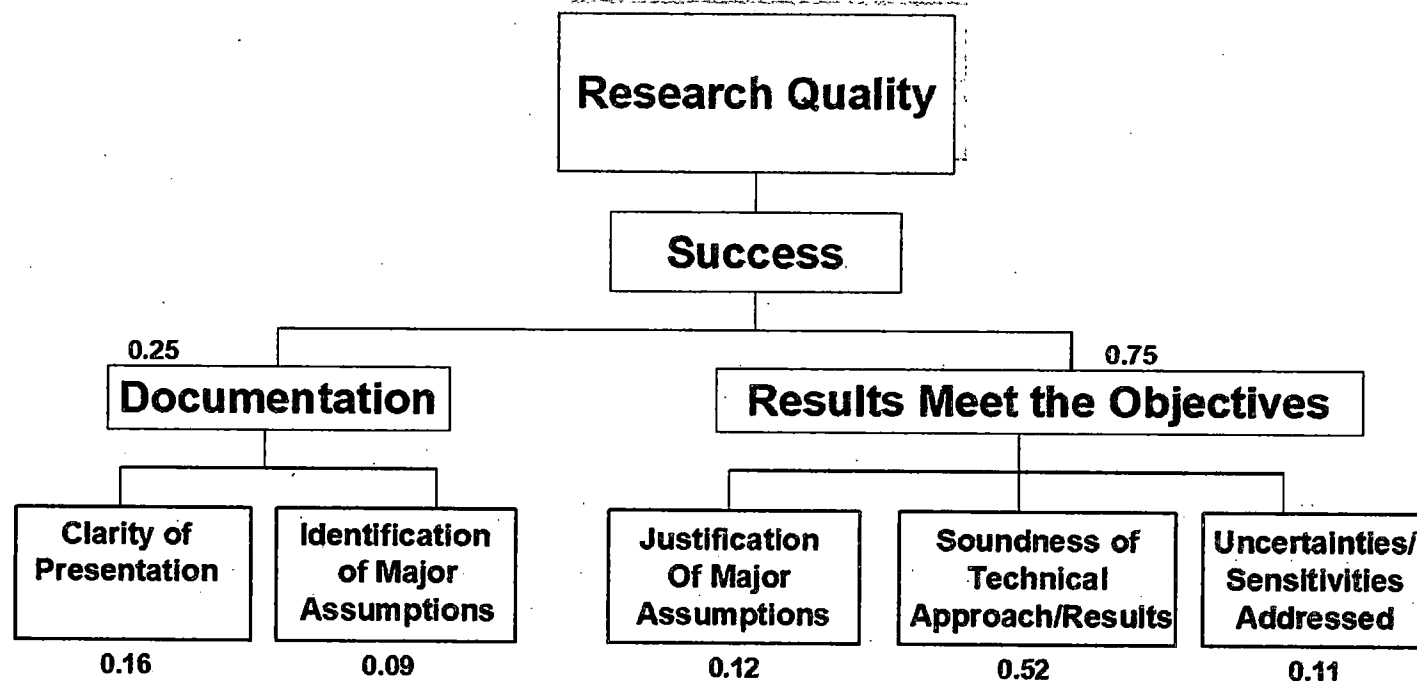 Research Quality
Success
0.25
0.75
Documentation
Results Meet the Objectives
Clarity of
Presentation
Identification
of Major
Assumptions
Justification
Of Major
Assumptions
Soundness of
Technical
Approach/Results
Uncertainties/
Sensitivities
Addressed
0.16
0.09
0.12
0.52
0.11